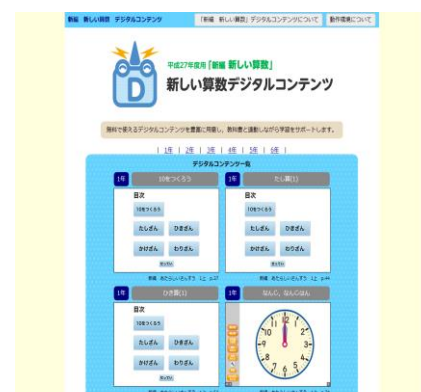 新編 新しい算数 デジタルコンテンツ
「新編 新しい算数」デジタルコンテンツについて
動作環境について
D
平成27年度用「新編 新しい算数」
新しい算数デジタルコンテンツ
無料で使えるデジタルコンテンツを豊富に用意し、教科書と連動しながら学習をサポートします。
| 1年 | 2年 | 3年 | 4年 | 5年 | 6年 |
デジタルコンテンツ一覧
1年 10をつくろう
目次
10をつくろう
たしざん ひきざん
かけざん わりざん
1年 たし算(1)
目次
10をつくろう
たしざん ひきざん
かけざん わりざん
1年 ひき算(1)
目次
10をつくろう
たしざん ひきざん
かけざん わりざん
1年 なんじ、なんじはん
12
11 1
10 2
9 3
8 4
7 6 5